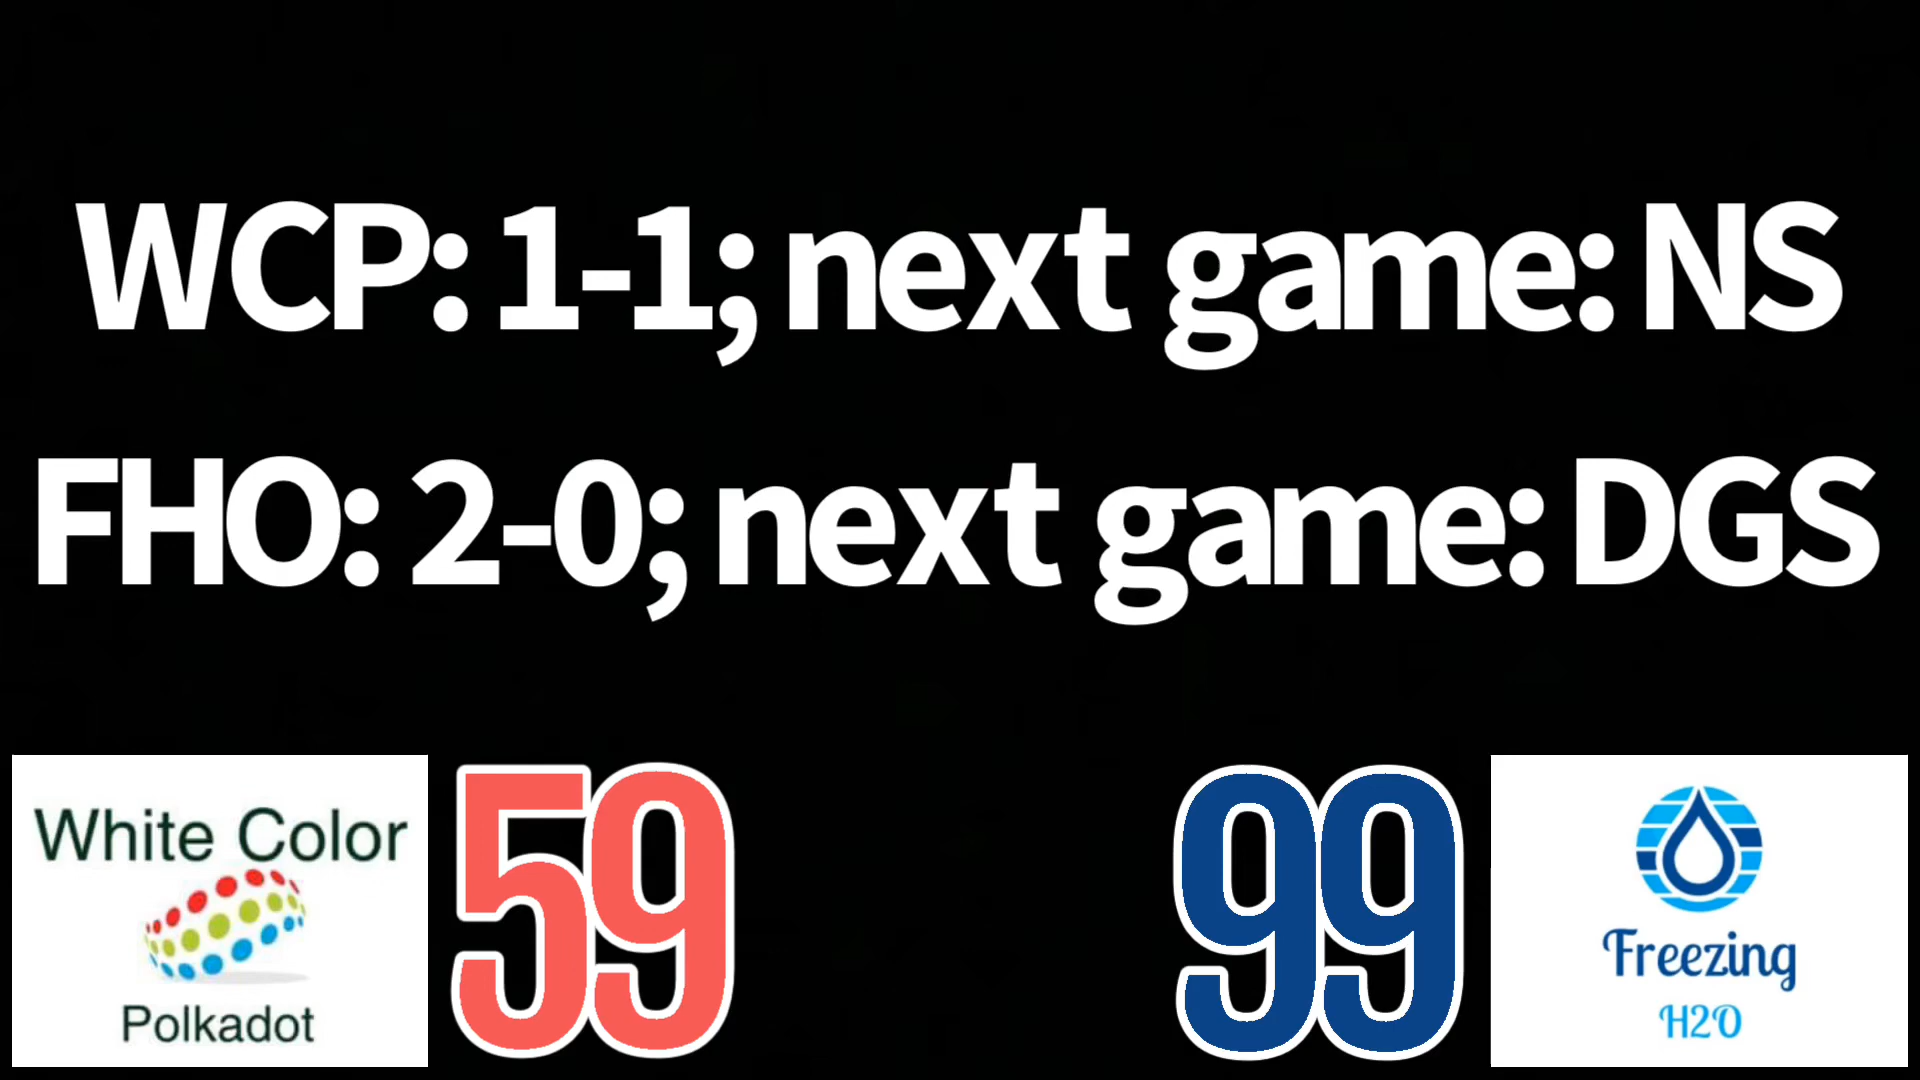 WCP: 1-1; next game: NS
FHO: 2-0; next game: DGS
White Color
Polkadot
59
99
Freezing
H2O